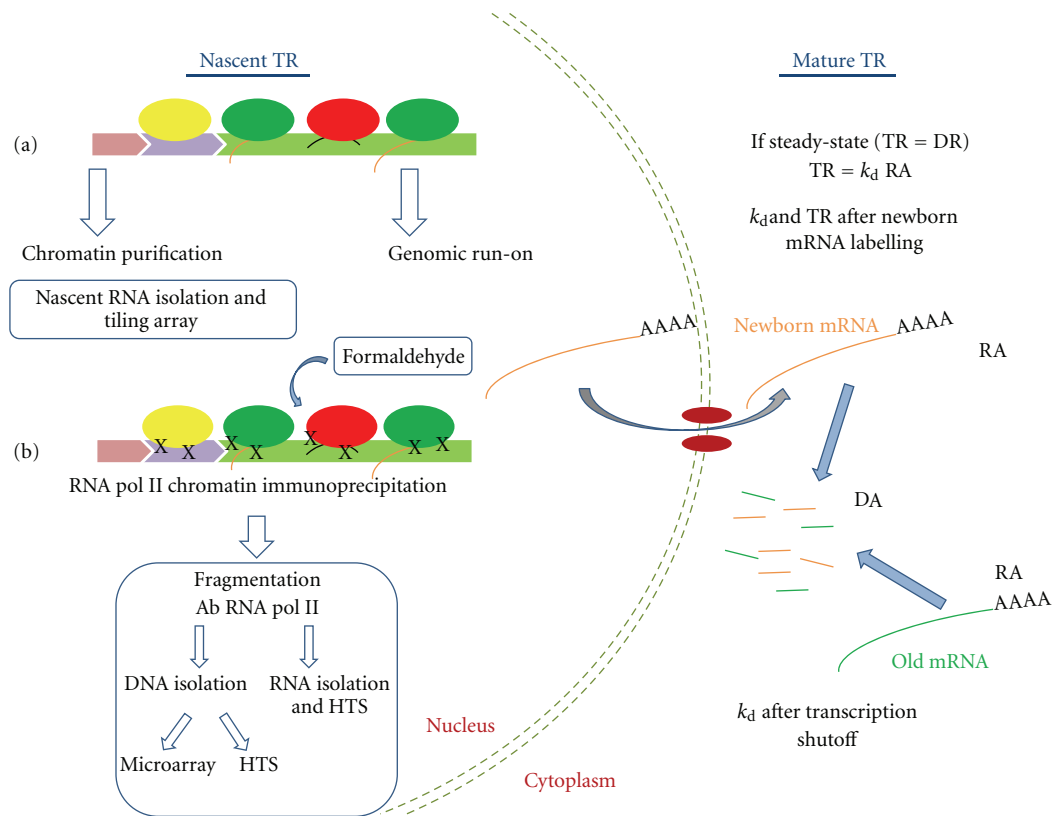 Nascent TR
(a)
Chromatin purification
Genomic run-on
Nascent RNA isolation and
tiling array
Formaldehyde
(b)
X X X X X X X X
RNA pol II chromatin immunoprecipitation
Fragmentation
Ab RNA pol II
DNA isolation
RNA isolation
and HTS
Microarray
HTS
Nucleus
Cytoplasm
AAAA
Mature TR
If steady-state (TR = DR)
TR = kd RA
kd and TR after newborn
mRNA labelling
Newborn mRNA
AAAA
RA
DA
RA
AAAA
Old mRNA
kd after transcription
shutoff